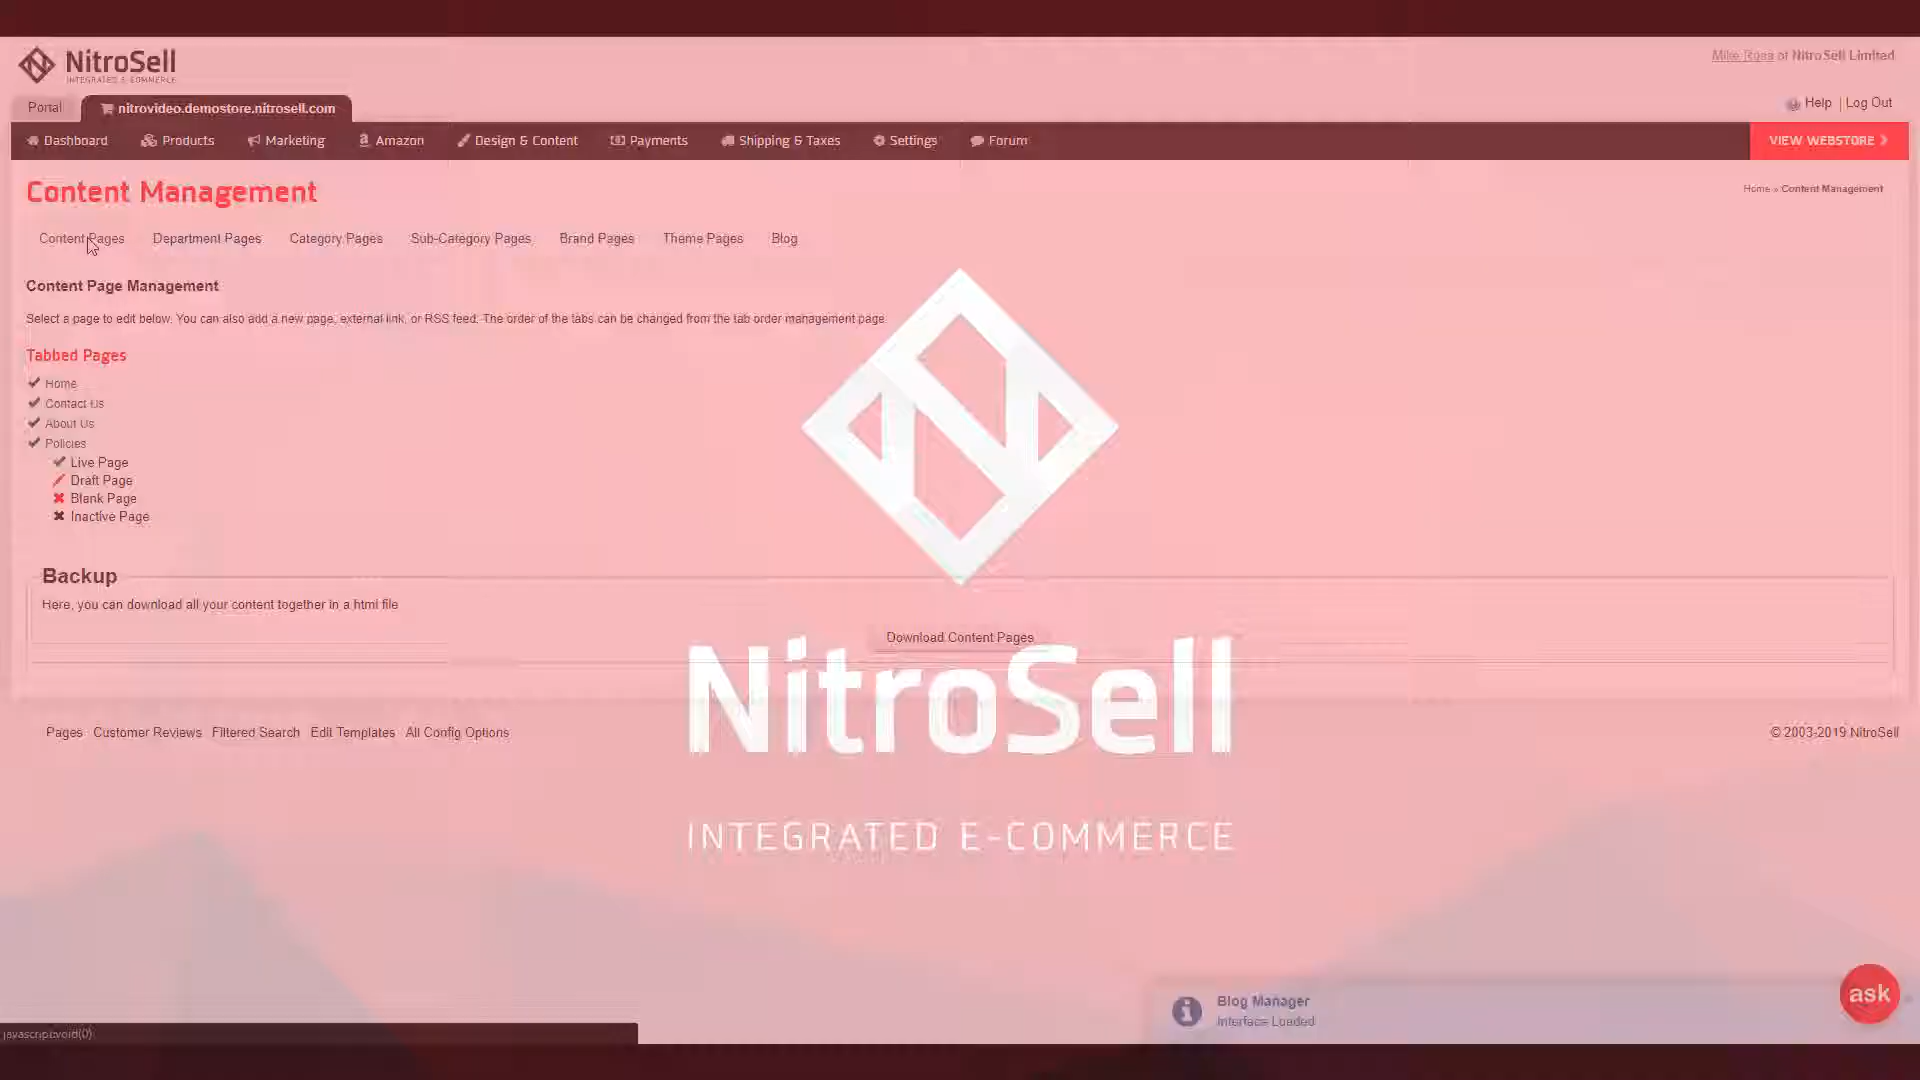 NitroSell
INTEGRATED E-COMMERCE
Mike Rosa of NitroSell Limited
Portal
nitrovideo.demostore.nitrosell.com
Help | Log Out
Dashboard Products Marketing Amazon Design & Content Payments Shipping & Taxes Settings Forum VIEW WEBSTORE
Content Management
Home » Content Management
Content Pages Department Pages Category Pages Sub-Category Pages Brand Pages Theme Pages Blog
Content Page Management
Select a page to edit below. You can also add a new page, external link, or RSS feed. The order of the tabs can be changed from the tab order management page.
Tabbed Pages
Home
Contact Us
About Us
Policies
Live Page
Draft Page
Blank Page
Inactive Page
Backup
Here, you can download all your content together in a html file
Download Content Pages
NitroSell
INTEGRATED E-COMMERCE
Pages Customer Reviews Filtered Search Edit Templates All Config Options
© 2003-2019 NitroSell
Blog Manager
Interface Loaded
ask
javascript:void(0)